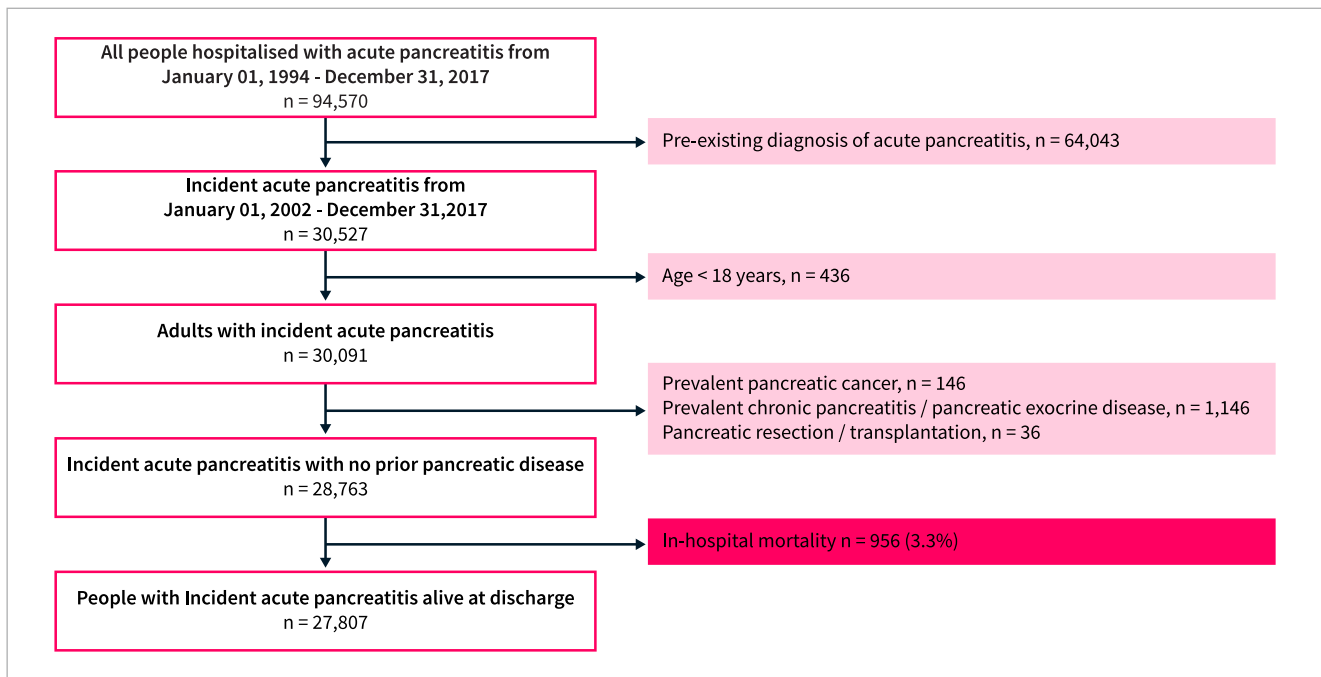 All people hospitalised with acute pancreatitis from
January 01, 1994 - December 31, 2017
n = 94,570
Pre-existing diagnosis of acute pancreatitis, n = 64,043
Incident acute pancreatitis from
January 01, 2002 - December 31,2017
n = 30,527
Age < 18 years, n = 436
Adults with incident acute pancreatitis
n = 30,091
Prevalent pancreatic cancer, n = 146
Prevalent chronic pancreatitis / pancreatic exocrine disease, n = 1,146
Pancreatic resection / transplantation, n = 36
Incident acute pancreatitis with no prior pancreatic disease
n = 28,763
In-hospital mortality n = 956 (3.3%)
People with Incident acute pancreatitis alive at discharge
n = 27,807